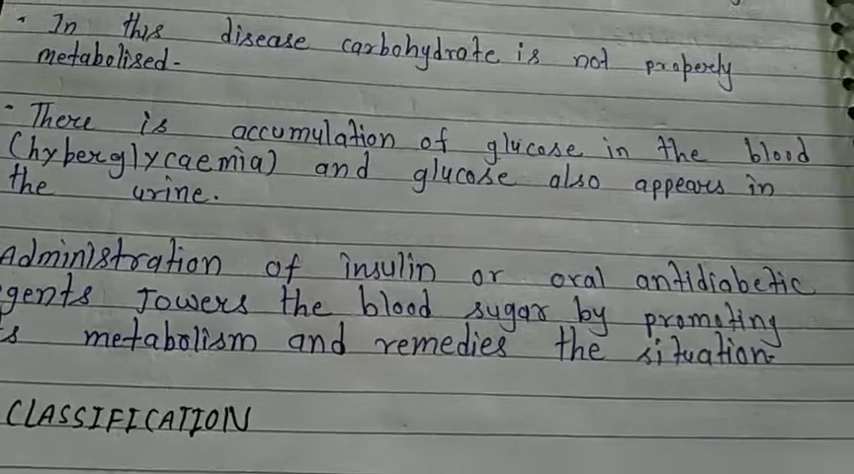 • In this disease carbohydrate is not properly
metabolised-
• There is accumulation of glucose in the blood
(hyberglycaemia) and glucose also appears in
the urine.
Administration of insulin or oral antidiabetic
gents lowers the blood sugar by promoting
s metabolism and remedies the situation-
CLASSIFICATION